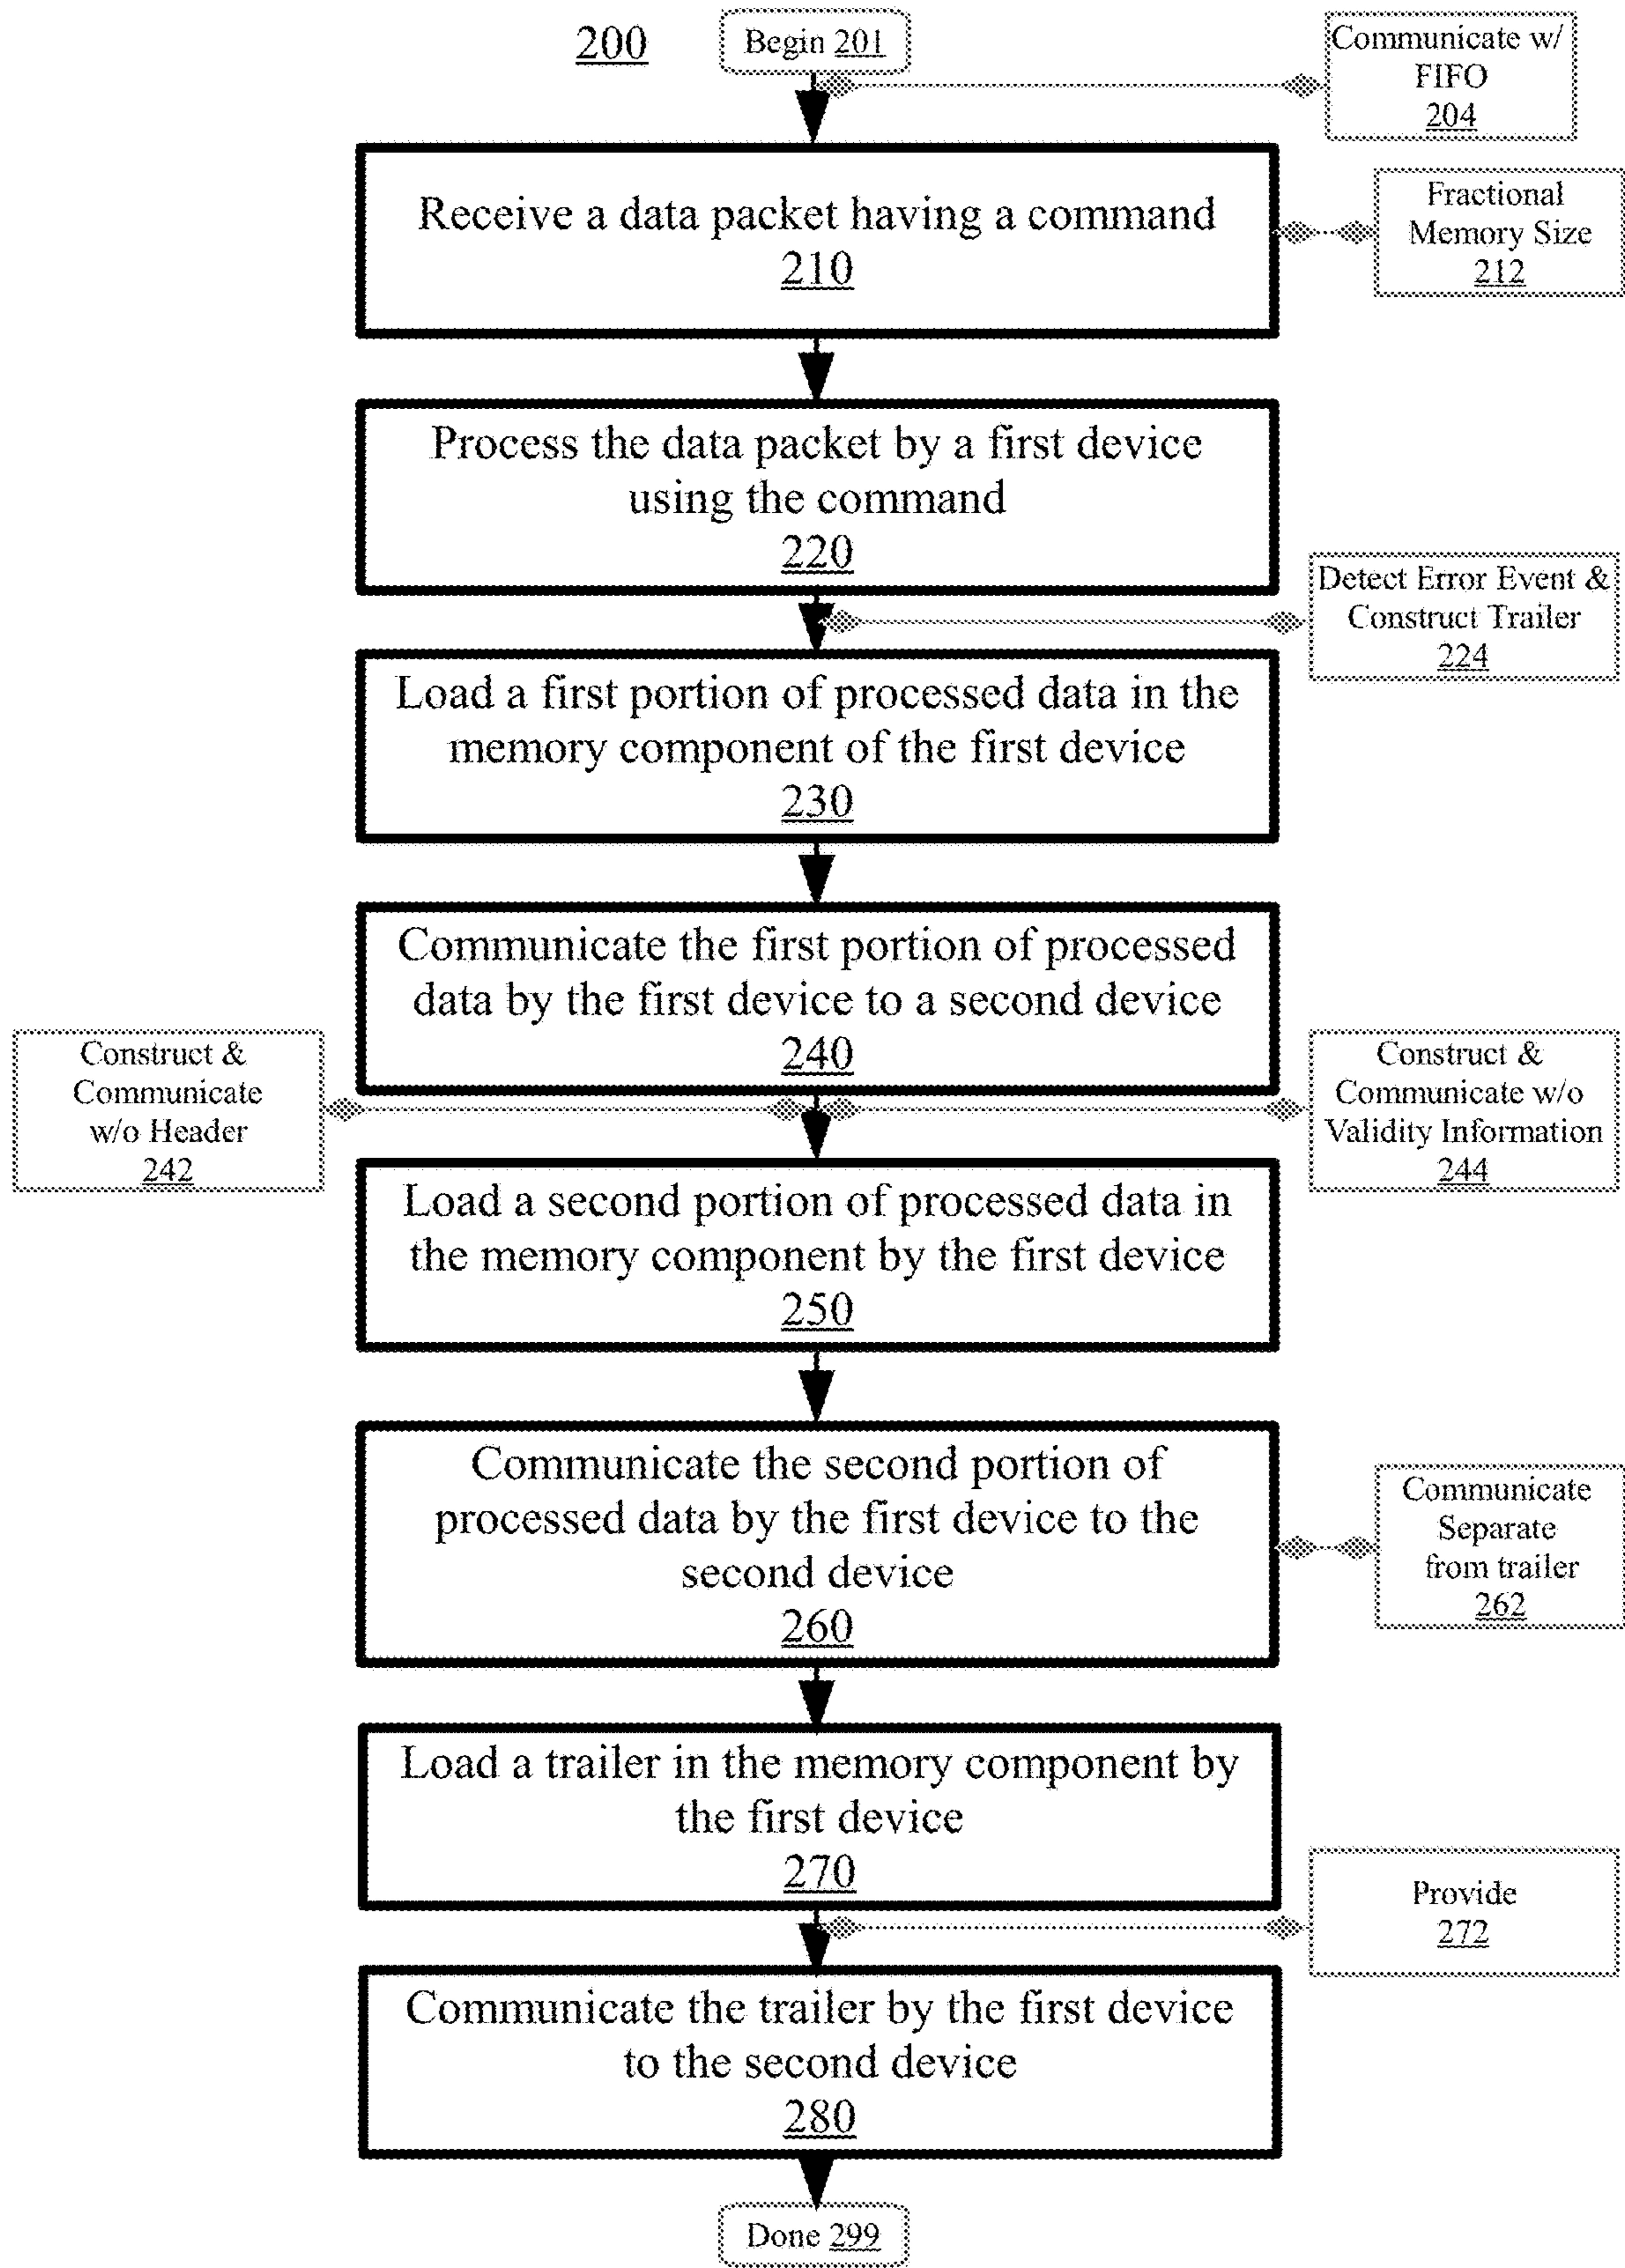 200
Begin 201
Communicate w/
FIFO
204
Receive a data packet having a command
210
Fractional
Memory Size
212
Process the data packet by a first device
using the command
220
Detect Error Event &
Construct Trailer
224
Load a first portion of processed data in the
memory component of the first device
230
Communicate the first portion of processed
data by the first device to a second device
240
Construct &
Communicate
w/o Header
242
Construct &
Communicate w/o
Validity Information
244
Load a second portion of processed data in
the memory component by the first device
250
Communicate the second portion of
processed data by the first device to the
second device
260
Communicate
Separate
from trailer
262
Load a trailer in the memory component by
the first device
270
Provide
272
Communicate the trailer by the first device
to the second device
280
Done 299